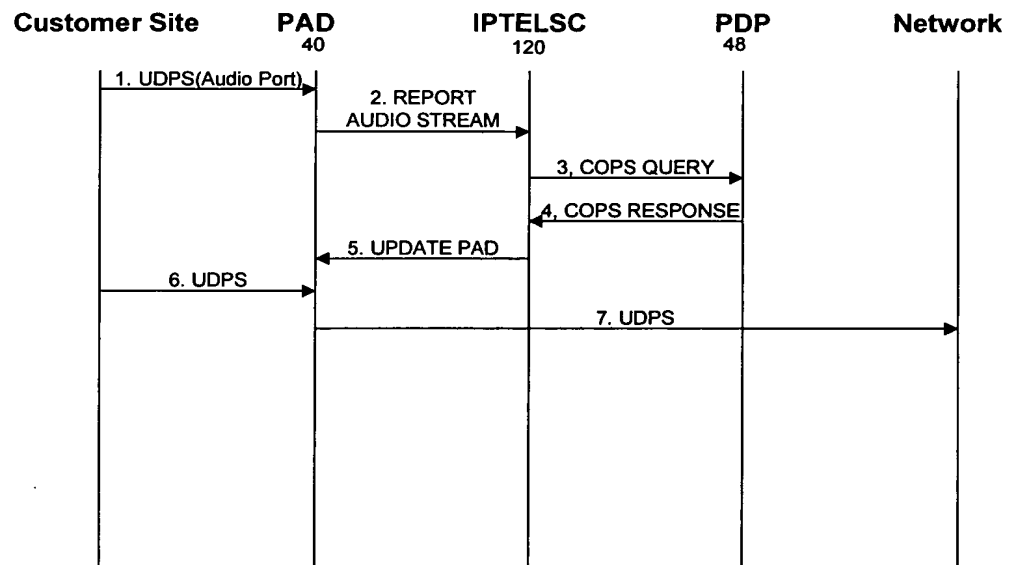 Customer Site PAD IPTELSC PDP Network
40 120 48
1. UDPS(Audio Port)
2. REPORT
AUDIO STREAM
3, COPS QUERY
4, COPS RESPONSE
5. UPDATE PAD
6. UDPS
7. UDPS